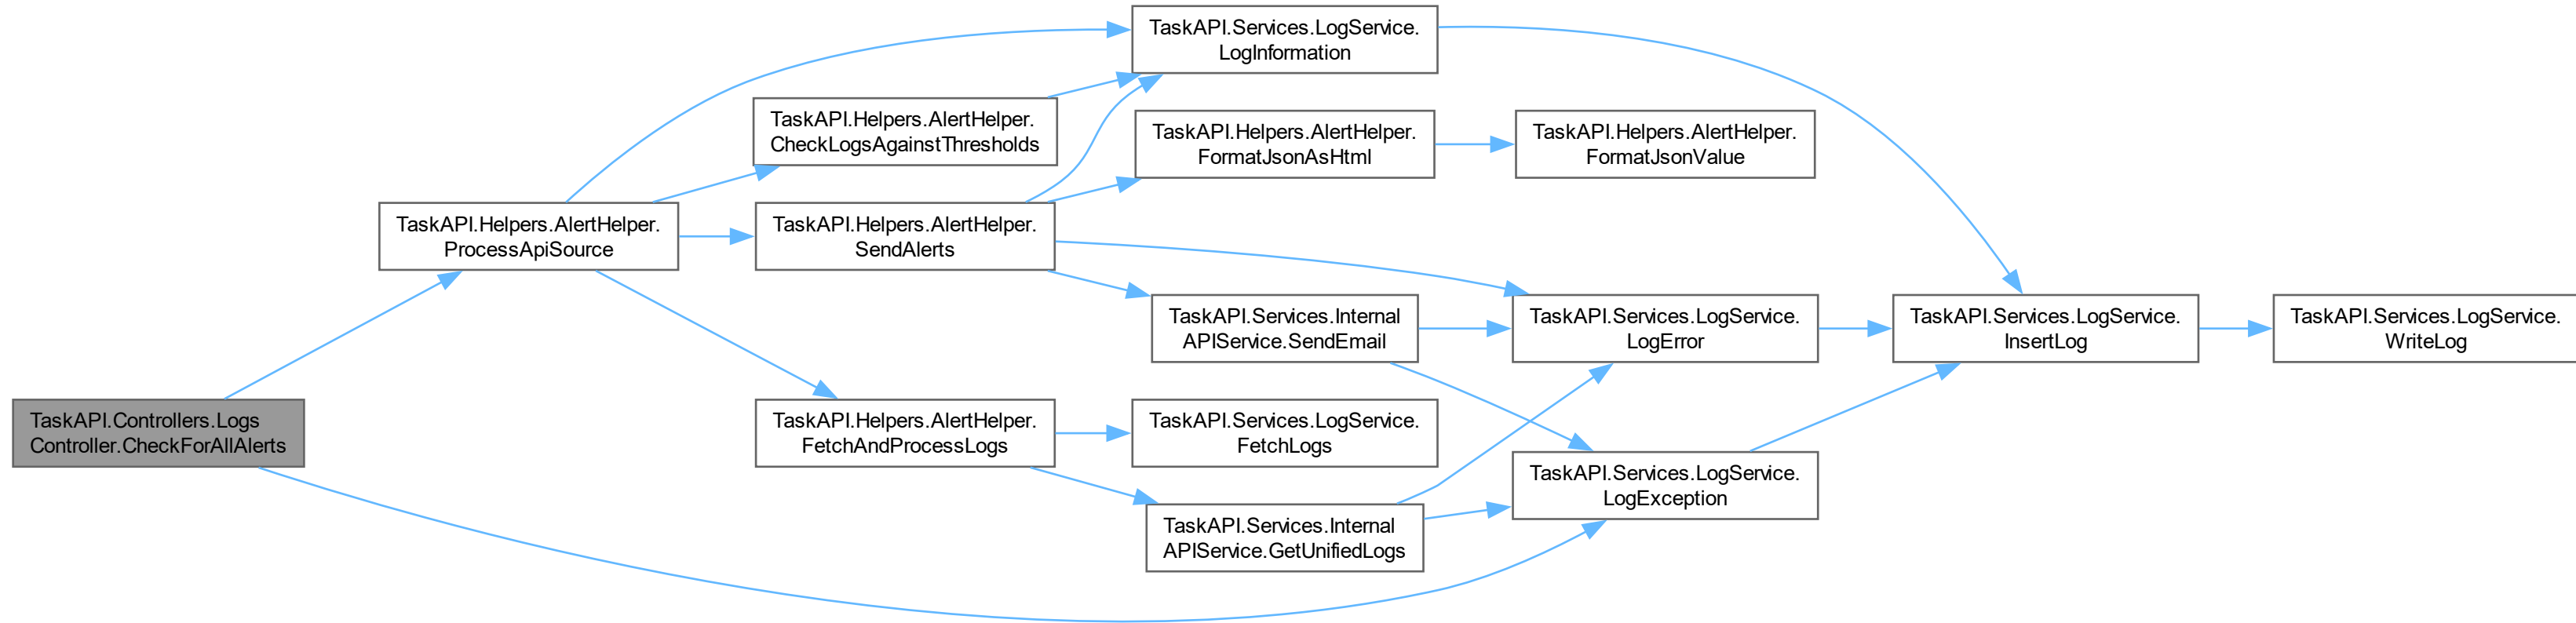 TaskAPI.Controllers.Logs
Controller.CheckForAllAlerts
TaskAPI.Helpers.AlertHelper.
ProcessApiSource
TaskAPI.Helpers.AlertHelper.
CheckLogsAgainstThresholds
TaskAPI.Helpers.AlertHelper.
SendAlerts
TaskAPI.Helpers.AlertHelper.
FetchAndProcessLogs
TaskAPI.Services.LogService.
LogInformation
TaskAPI.Helpers.AlertHelper.
FormatJsonAsHtml
TaskAPI.Services.Internal
APIService.SendEmail
TaskAPI.Services.LogService.
FetchLogs
TaskAPI.Services.Internal
APIService.GetUnifiedLogs
TaskAPI.Helpers.AlertHelper.
FormatJsonValue
TaskAPI.Services.LogService.
LogError
TaskAPI.Services.LogService.
LogException
TaskAPI.Services.LogService.
InsertLog
TaskAPI.Services.LogService.
WriteLog